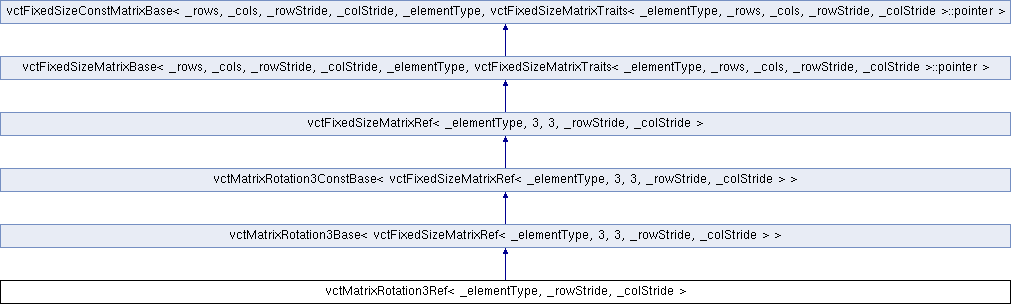 vctFixedSizeConstMatrixBase< _rows, _cols, _rowStride, _colStride, _elementType, vctFixedSizeMatrixTraits< _elementType, _rows, _cols, _rowStride, _colStride >::pointer >
vctFixedSizeMatrixBase< _rows, _cols, _rowStride, _colStride, _elementType, vctFixedSizeMatrixTraits< _elementType, _rows, _cols, _rowStride, _colStride >::pointer >
vctFixedSizeMatrixRef< _elementType, 3, 3, _rowStride, _colStride >
vctMatrixRotation3ConstBase< vctFixedSizeMatrixRef< _elementType, 3, 3, _rowStride, _colStride > >
vctMatrixRotation3Base< vctFixedSizeMatrixRef< _elementType, 3, 3, _rowStride, _colStride > >
vctMatrixRotation3Ref< _elementType, _rowStride, _colStride >